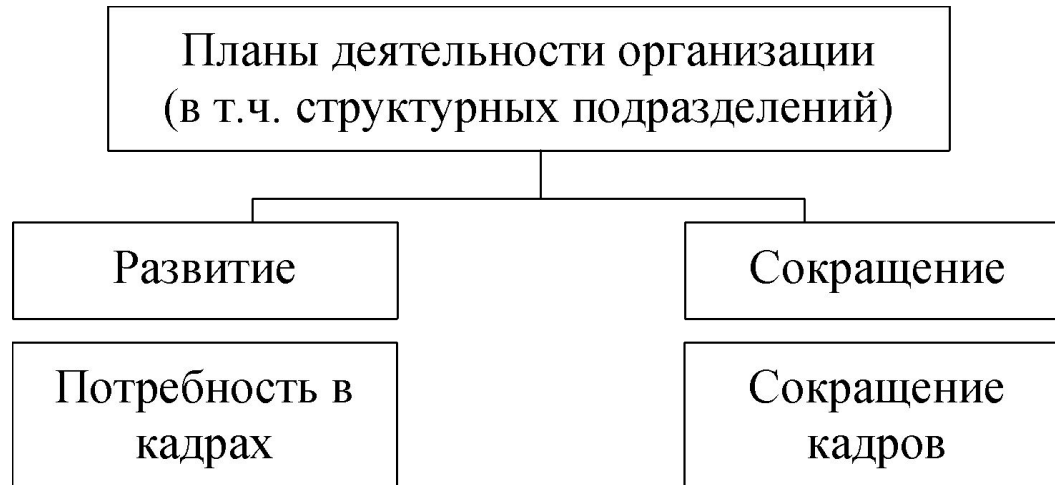 Планы деятельности организации
(в т.ч. структурных подразделений)
Развитие
Сокращение
Потребность в
кадрах
Сокращение
кадров